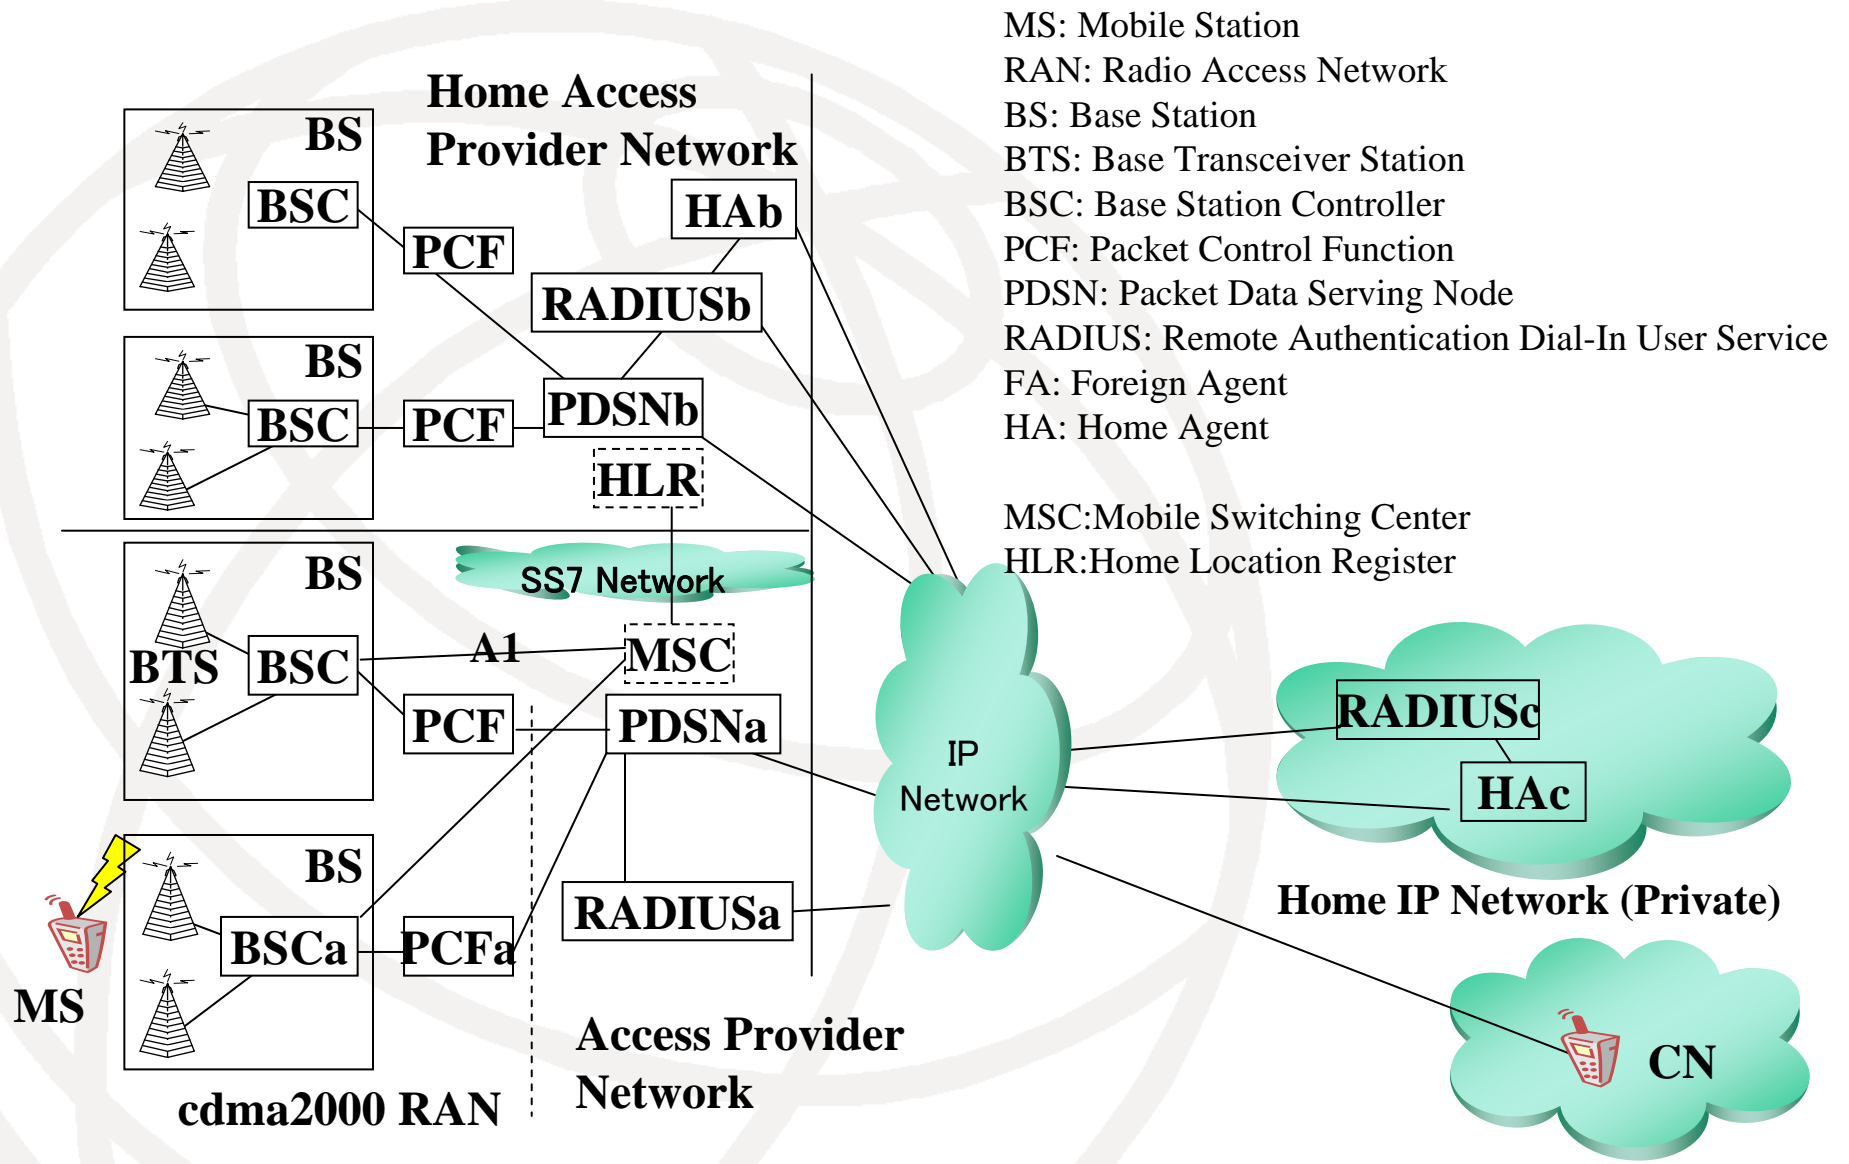 MS: Mobile Station
RAN: Radio Access Network
BS: Base Station
BTS: Base Transceiver Station
BSC: Base Station Controller
PCF: Packet Control Function
PDSN: Packet Data Serving Node
RADIUS: Remote Authentication Dial-In User Service
FA: Foreign Agent
HA: Home Agent
MSC:Mobile Switching Center
HLR:Home Location Register
Home Access
Provider Network
BS
BSC
PCF
HAb
RADIUSb
BS
BSC
PCF
PDSNb
HLR
SS7 Network
BS
BTS
BSC
A1
MSC
PCF
PDSNa
IP
Network
RADIUSc
HAc
Home IP Network (Private)
BS
BSCa
PCFa
RADIUSa
MS
CN
Access Provider
Network
cdma2000 RAN